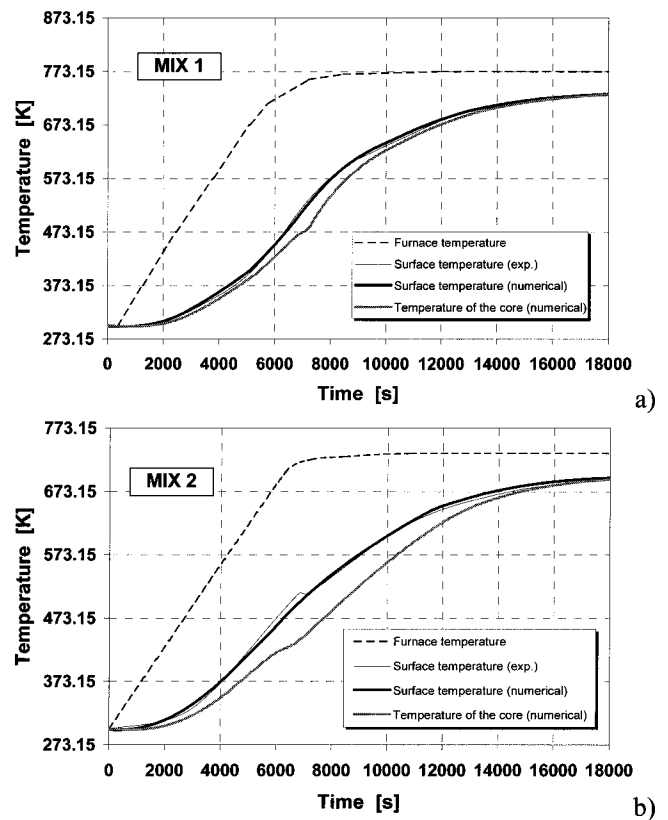 873.15
773.15
673.15
573.15
473.15
373.15
273.15
Temperature [K]
MIX 1
Furnace temperature
Surface temperature (exp.)
Surface temperature (numerical)
Temperature of the core (numerical)
0 2000 4000 6000 8000 10000 12000 14000 16000 18000
Time [s]
a)
773.15
673.15
573.15
473.15
373.15
273.15
Temperature [K]
MIX 2
Furnace temperature
Surface temperature (exp.)
Surface temperature (numerical)
Temperature of the core (numerical)
0 2000 4000 6000 8000 10000 12000 14000 16000 18000
Time [s]
b)